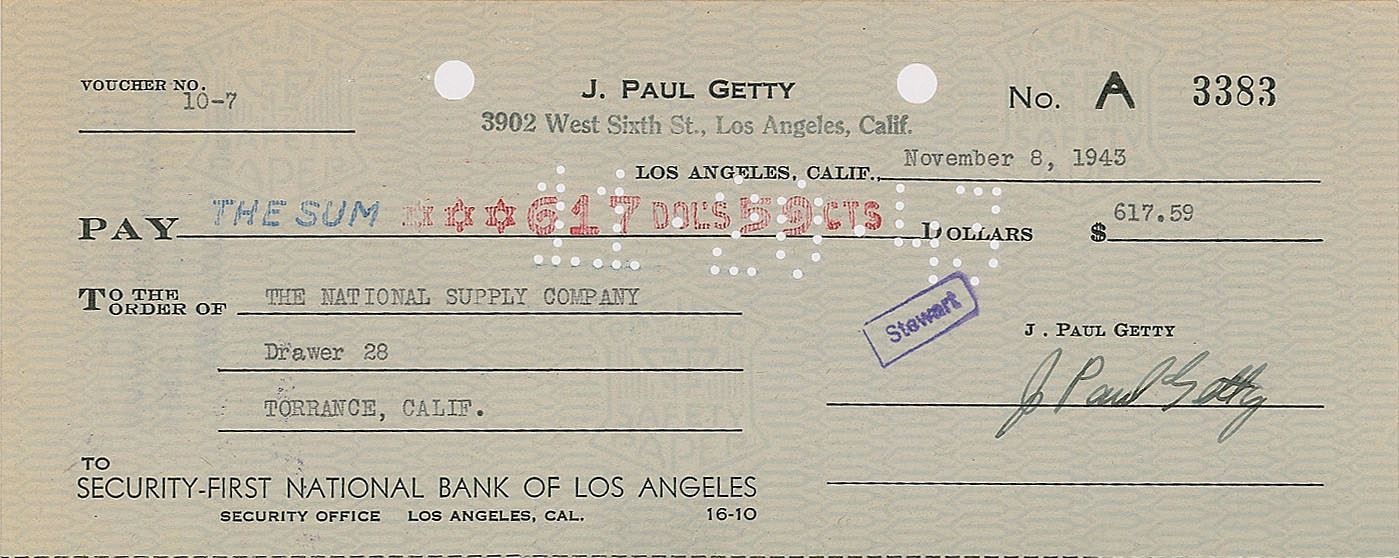 VOUCHER NO. 10-7
J. PAUL GETTY
3902 West Sixth St., Los Angeles, Calif.
No. A 3383
LOS ANGELES, CALIF., November 8, 1943
PAY THE SUM 617 DOL'S 59 CTS DOLLARS $ 617.59
TO THE ORDER OF THE NATIONAL SUPPLY COMPANY
Drawer 28
TORRANCE, CALIF.
Stewart
J. PAUL GETTY
J Paul Getty
TO
SECURITY-FIRST NATIONAL BANK OF LOS ANGELES
SECURITY OFFICE LOS ANGELES, CAL. 16-10